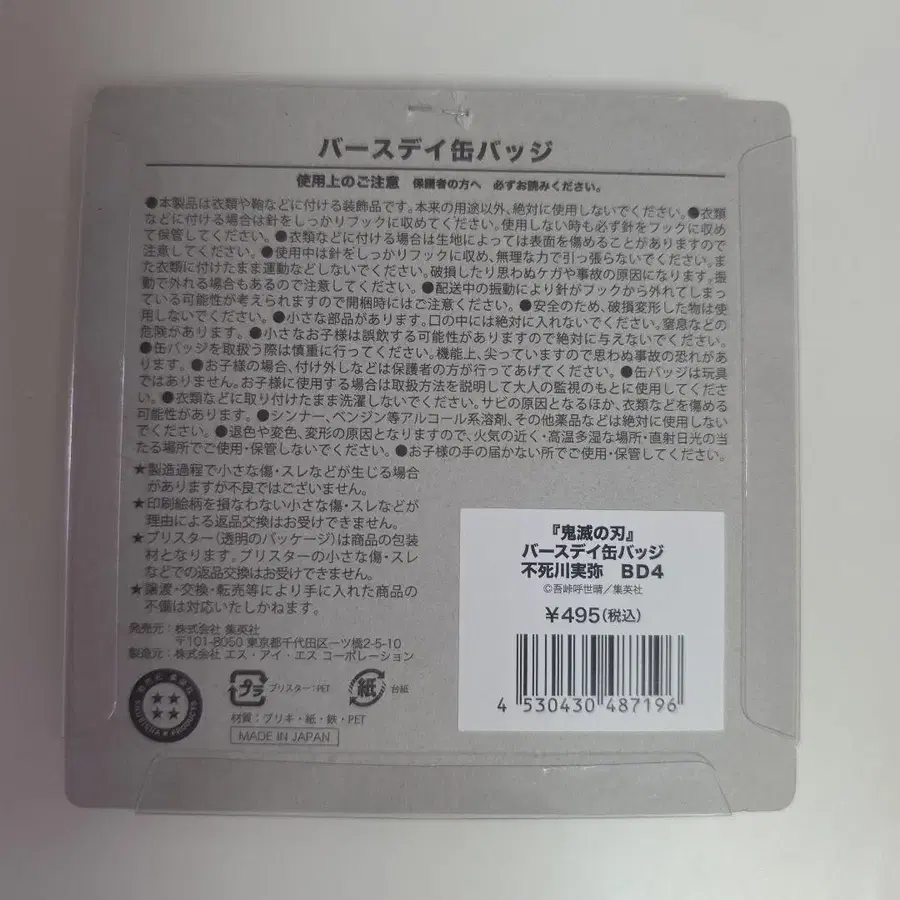 バースデイ缶バッジ
使用上のご注意 保護者の方へ 必ずお読みください。
●本製品は衣類や鞄などに付ける装飾品です。本来の用途以外、絶対に使用しないでください。●衣類
などに付ける場合は針をしっかりフックに収めてください。使用しない時も必ず針をフックに収め
て保管してください。●衣類などに付ける場合は生地によっては表面を傷めることがありますので
注意してください。●使用中は針をしっかりフックに収め、無理な力で引っ張らないでください。ま
た衣類に付けたまま運動などしないでください。破損したり思わぬケガや事故の原因になります。振
動で外れる場合もあるので注意してください。●配送中の振動により針がフックから外れてしまっ
ている可能性が考えられますので開梱時にはご注意ください。●安全のため、破損変形した物は使
用しないでください。●小さな部品があります。口の中には絶対に入れないでください。窒息などの
危険があります。●小さなお子様は誤飲する可能性がありますので絶対に与えないでください。
●缶バッジを取扱う際は慎重に行ってください。機能上、尖っていますので思わぬ事故の恐れがあ
ります。●お子様の場合、付け外しなどは保護者の方が行ってあげてください。●缶バッジは玩具
ではありません。お子様に使用する場合は取扱方法を説明して大人の監視のもとに使用してくださ
い。●衣類などに取り付けたまま洗濯しないでください。サビの原因となるほか、衣類などを傷める
可能性があります。●シンナー、ベンジン等アルコール系溶剤、その他薬品などは絶対に使用しない
でください。●退色や変色、変形の原因となりますので、火気の近く・高温多湿な場所・直射日光の当
たる場所でご使用・保管しないでください。●お子様の手の届かない所でご使用・保管してください。
★製造過程で小さな傷・スレなどが生じる場合
がありますが不良ではございません。
★印刷絵柄を損なわない小さな傷・スレなどが
理由による返品交換はお受けできません。
★ブリスター(透明のパッケージ)は商品の包装
材となります。ブリスターの小さな傷・スレ
などでの返品交換はお受けできません。
★譲渡・交換・転売等により手に入れた商品の
不備は対応いたしかねます。
発売元：株式会社 集英社
〒101-8050 東京都千代田区一ツ橋2-5-10
製造元：株式会社 エス・アイ・エス コーポレーション
プラ ブリスター：PET 紙 台紙
材質：ブリキ・紙・鉄・PET
MADE IN JAPAN
『鬼滅の刃』
バースデイ缶バッジ
不死川実弥 BD4
©吾峠呼世晴／集英社
¥495(税込)
4 530430 487196